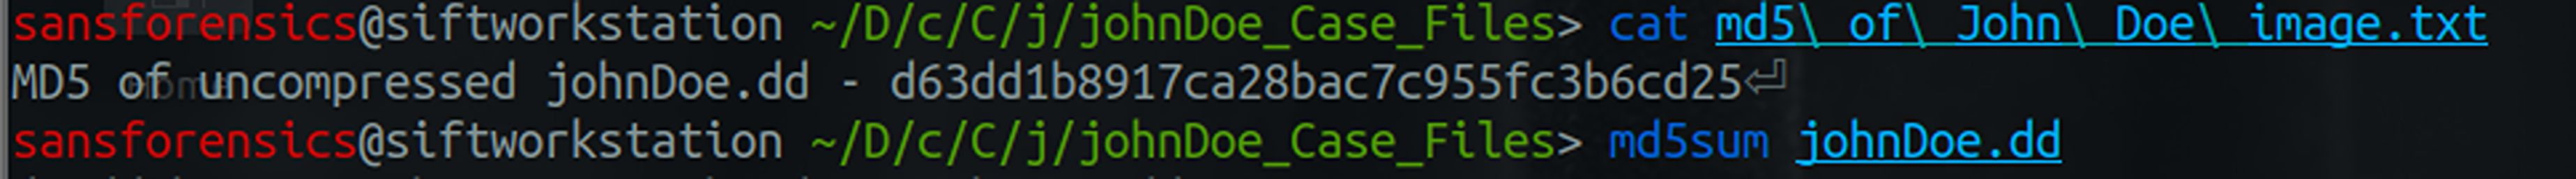 sansforensics@siftworkstation ~/D/c/C/j/johnDoe_Case_Files> cat md5\ of\ John\ Doe\ image.txt
MD5 of uncompressed johnDoe.dd - d63dd1b8917ca28bac7c955fc3b6cd25⏎
sansforensics@siftworkstation ~/D/c/C/j/johnDoe_Case_Files> md5sum johnDoe.dd